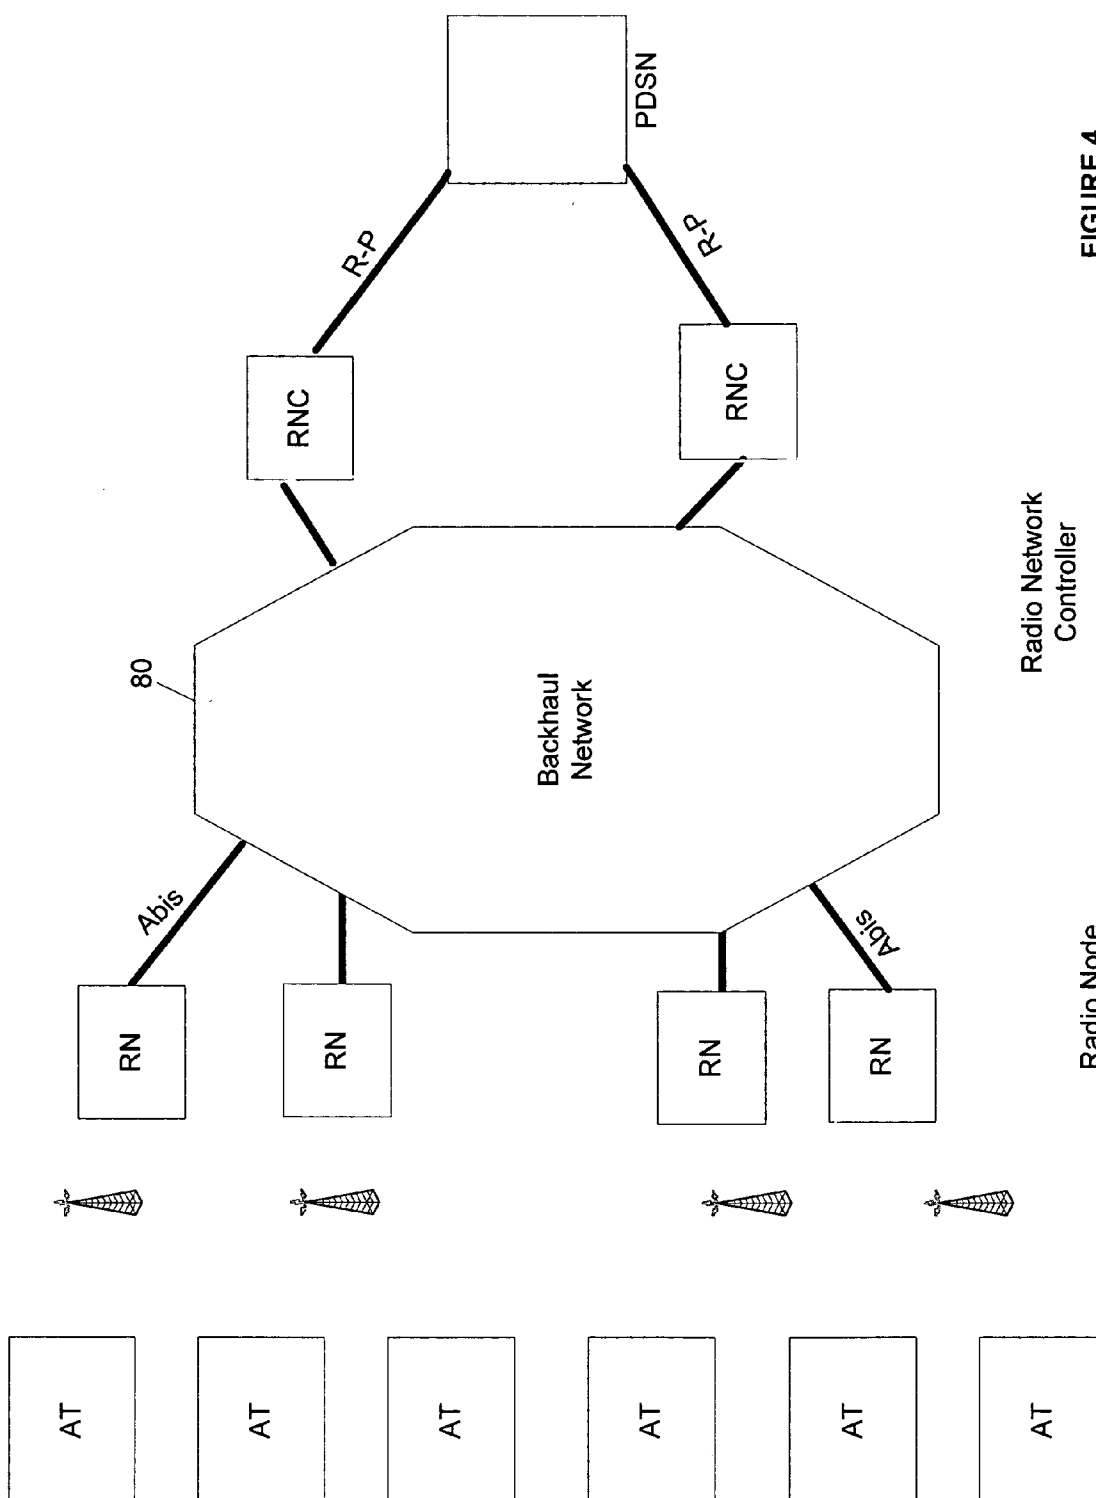 AT
AT
AT
AT
AT
AT
RN
RN
RN
RN
Radio Node
Abis
Abis
80
Backhaul
Network
Radio Network
Controller
RNC
RNC
R-P
R-P
PDSN
FIGURE 4